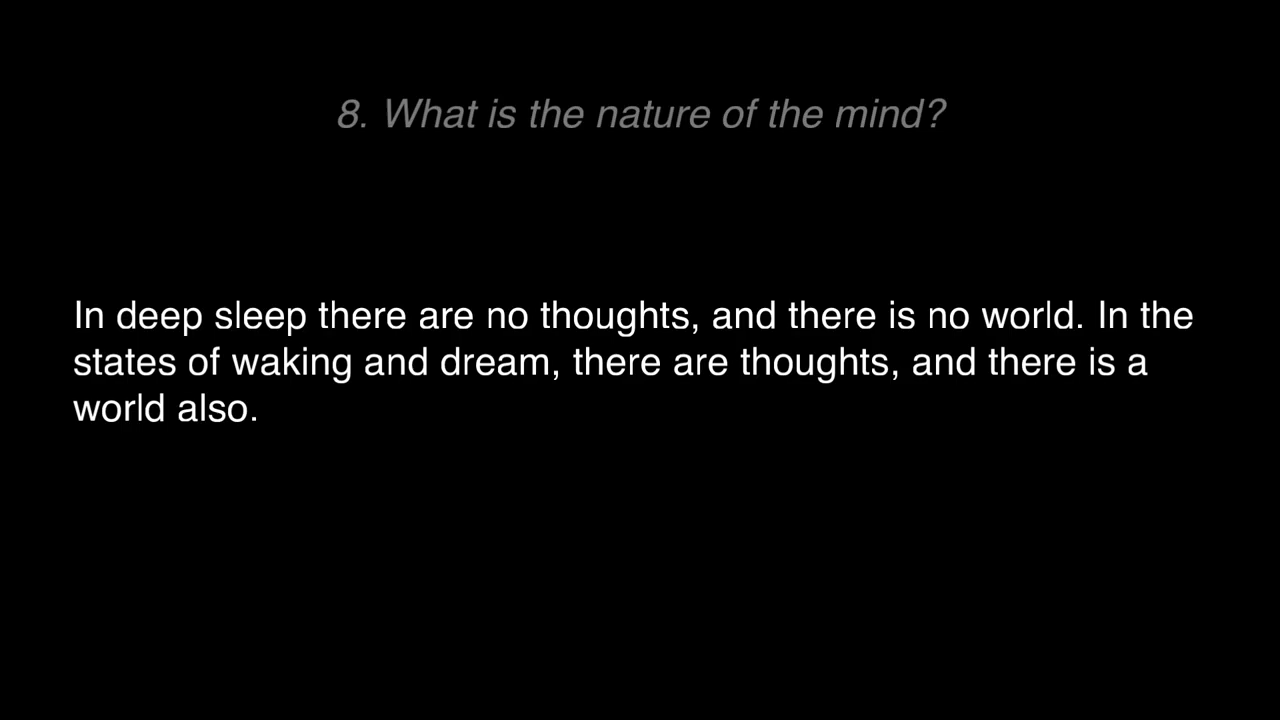 8. What is the nature of the mind?
In deep sleep there are no thoughts, and there is no world. In the
states of waking and dream, there are thoughts, and there is a
world also.